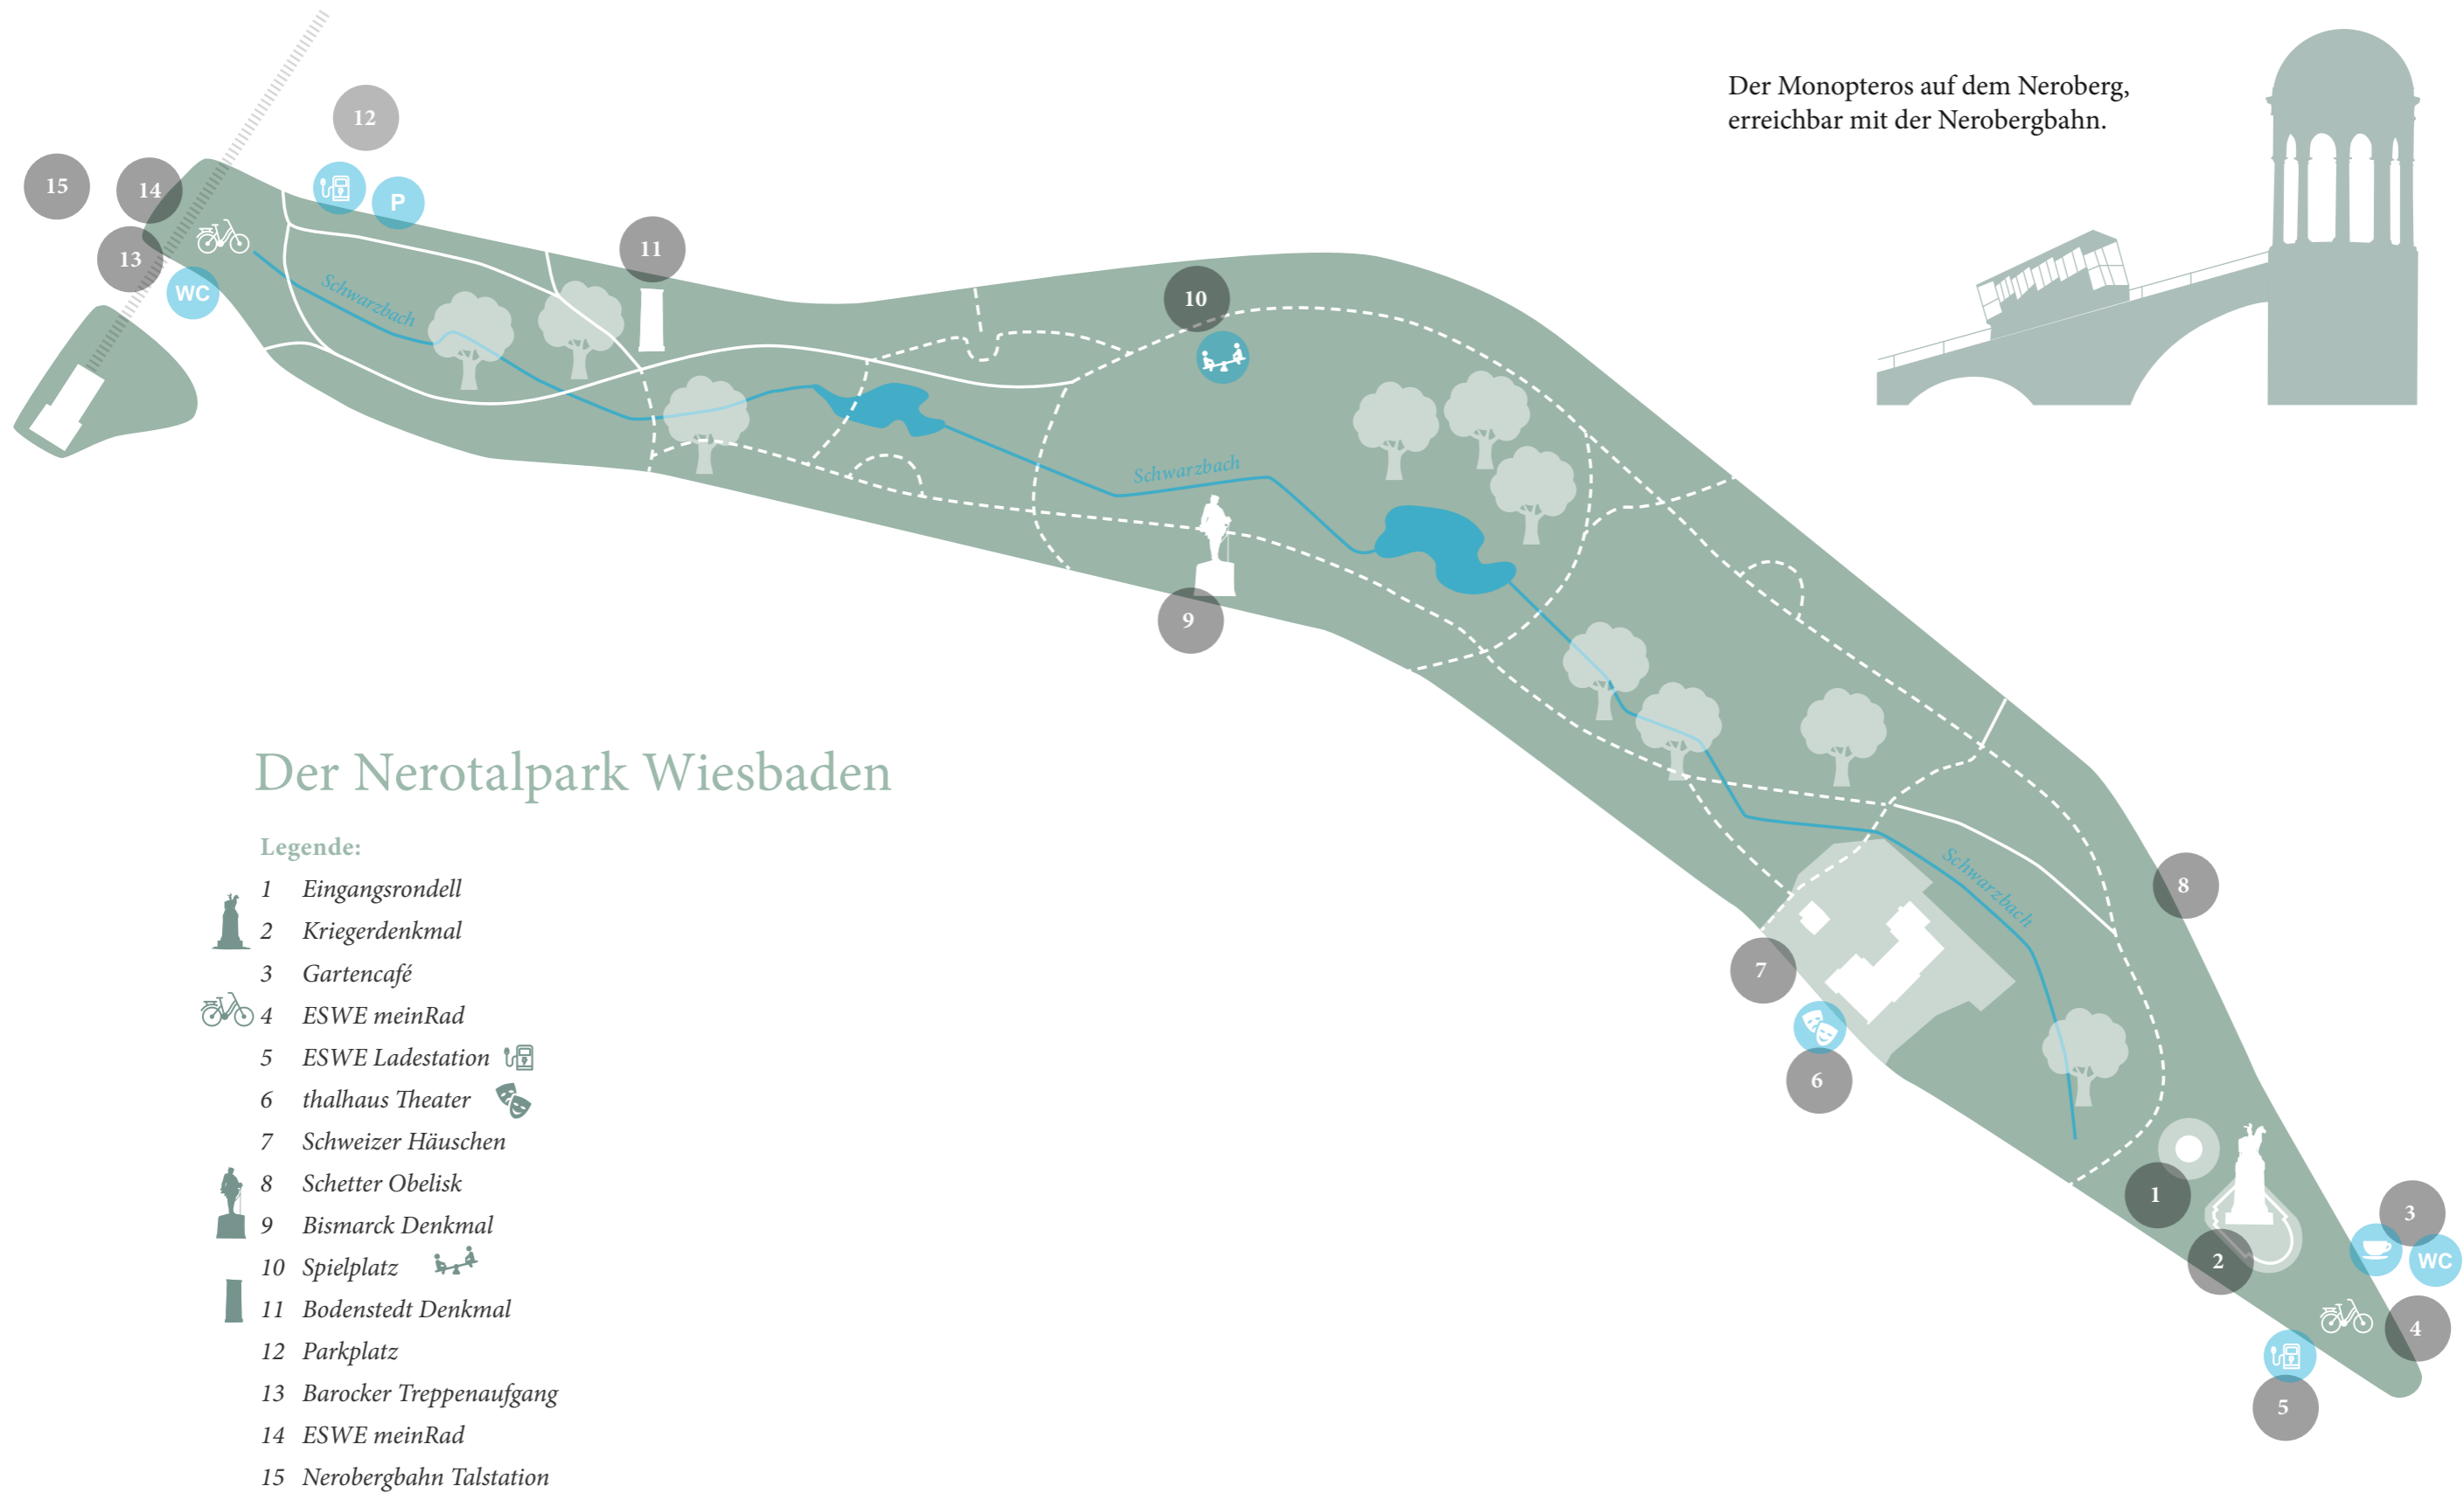 Der Monopteros auf dem Neroberg,
erreichbar mit der Nerobergbahn.
12
15
14
P
13
WC
11
10
Schwarzbach
Schwarzbach
9
Schwarzbach
8
7
6
1
2
3
WC
4
5
Der Nerotalpark Wiesbaden
Legende:
1 Eingangsrondell
2 Kriegerdenkmal
3 Gartencafé
4 ESWE meinRad
5 ESWE Ladestation
6 thalhaus Theater
7 Schweizer Häuschen
8 Schetter Obelisk
9 Bismarck Denkmal
10 Spielplatz
11 Bodenstedt Denkmal
12 Parkplatz
13 Barocker Treppenaufgang
14 ESWE meinRad
15 Nerobergbahn Talstation